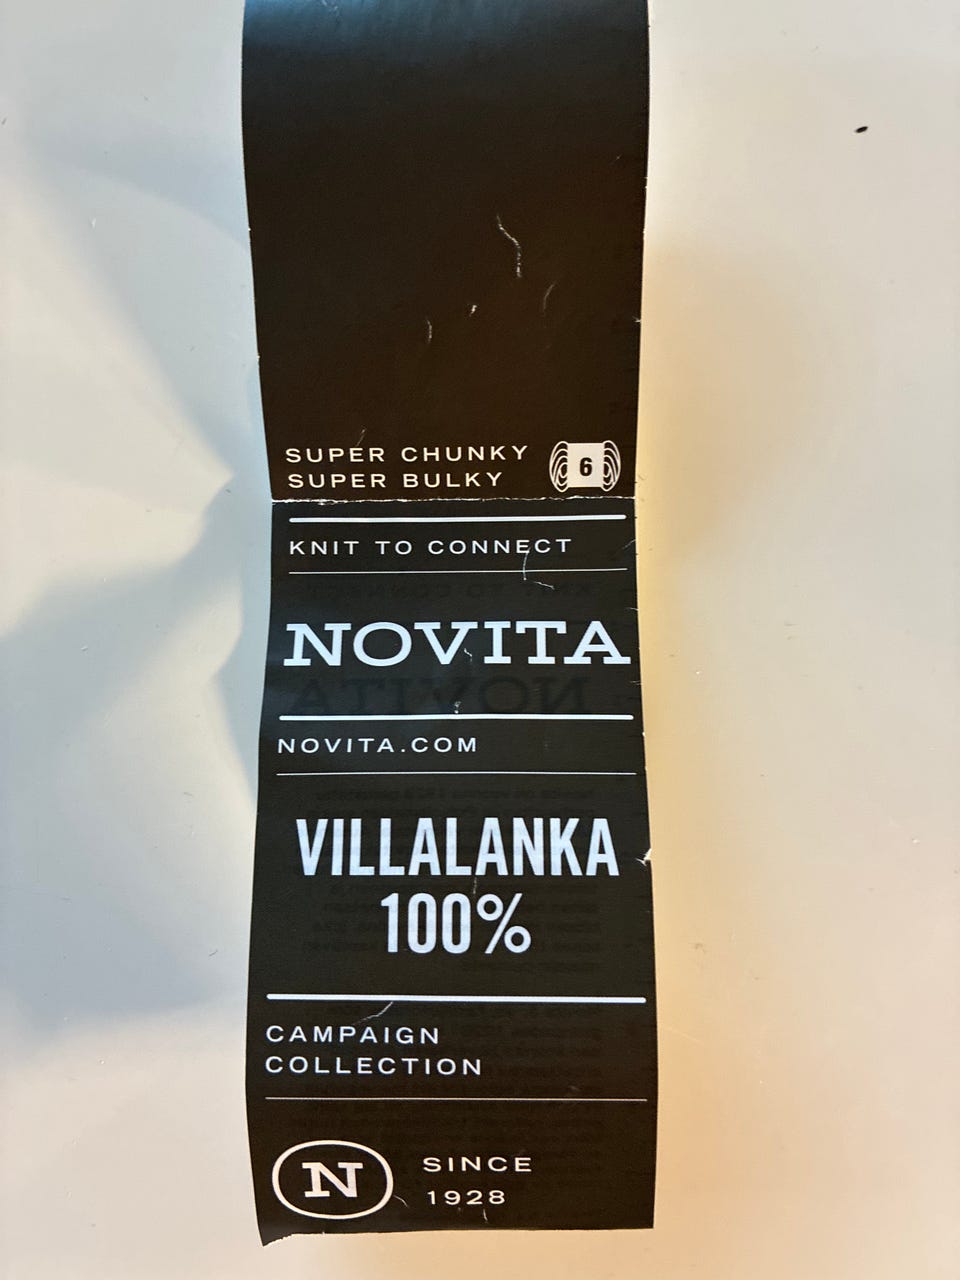 SUPER CHUNKY
SUPER BULKY
6
KNIT TO CONNECT
NOVITA
NOVITA.COM
VILLALANKA
100%
CAMPAIGN
COLLECTION
N
SINCE
1928